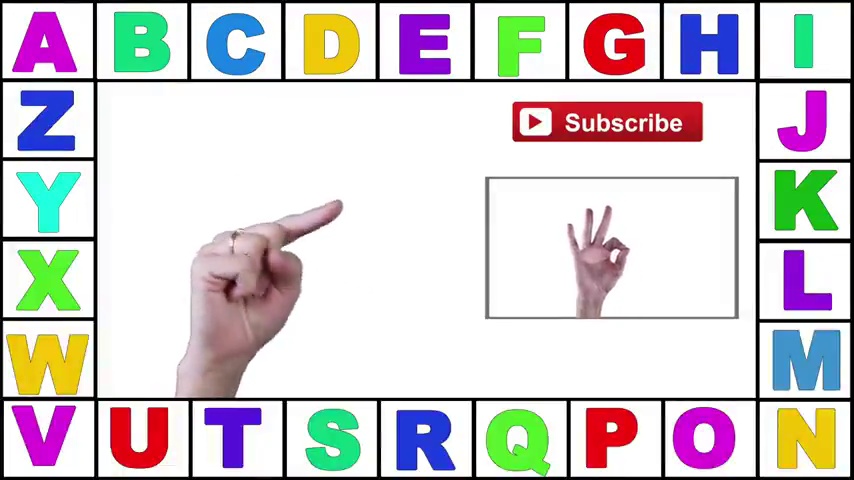 A B C D E F G H I
Z J
Subscribe
Y K
X L
W M
V U T S R Q P O N